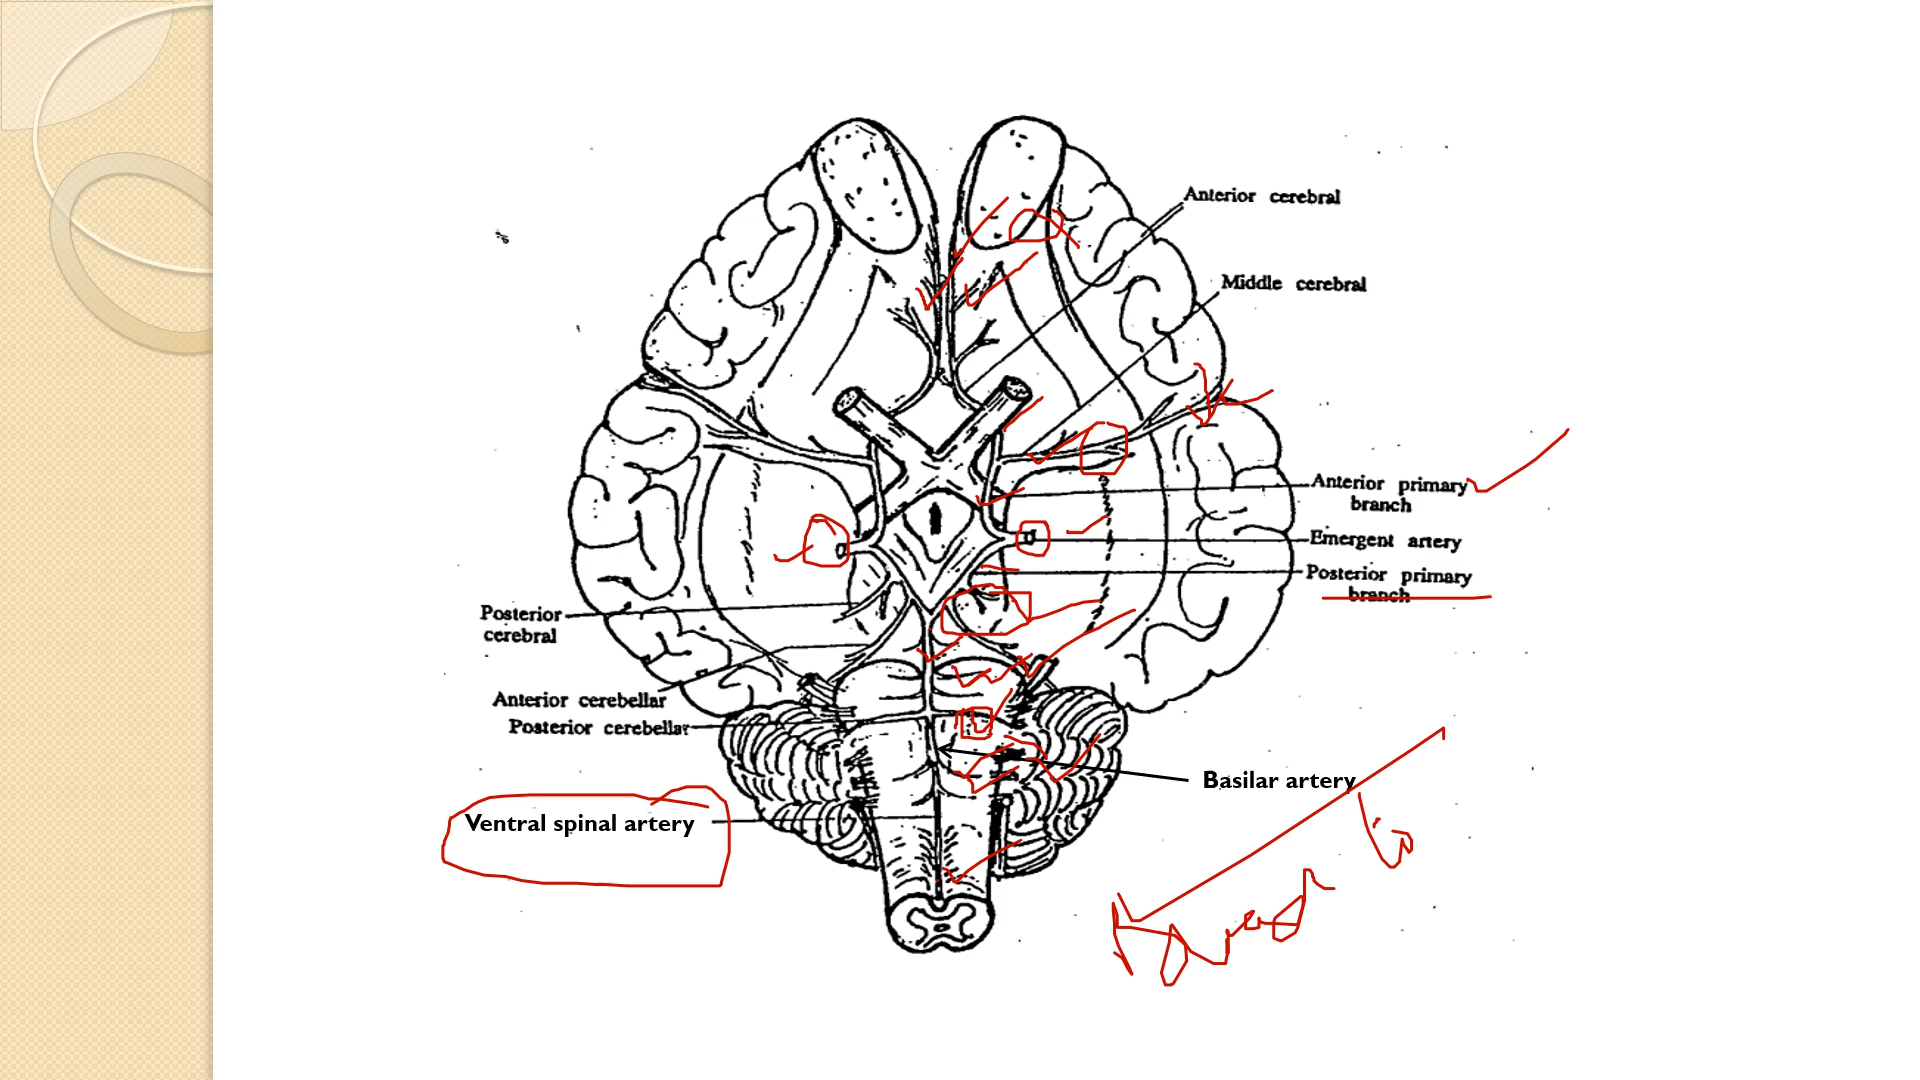 Anterior cerebral
Middle cerebral
Anterior primary
branch
Emergent artery
Posterior primary
branch
Posterior
cerebral
Anterior cerebellar
Posterior cerebellar
Basilar artery
Ventral spinal artery